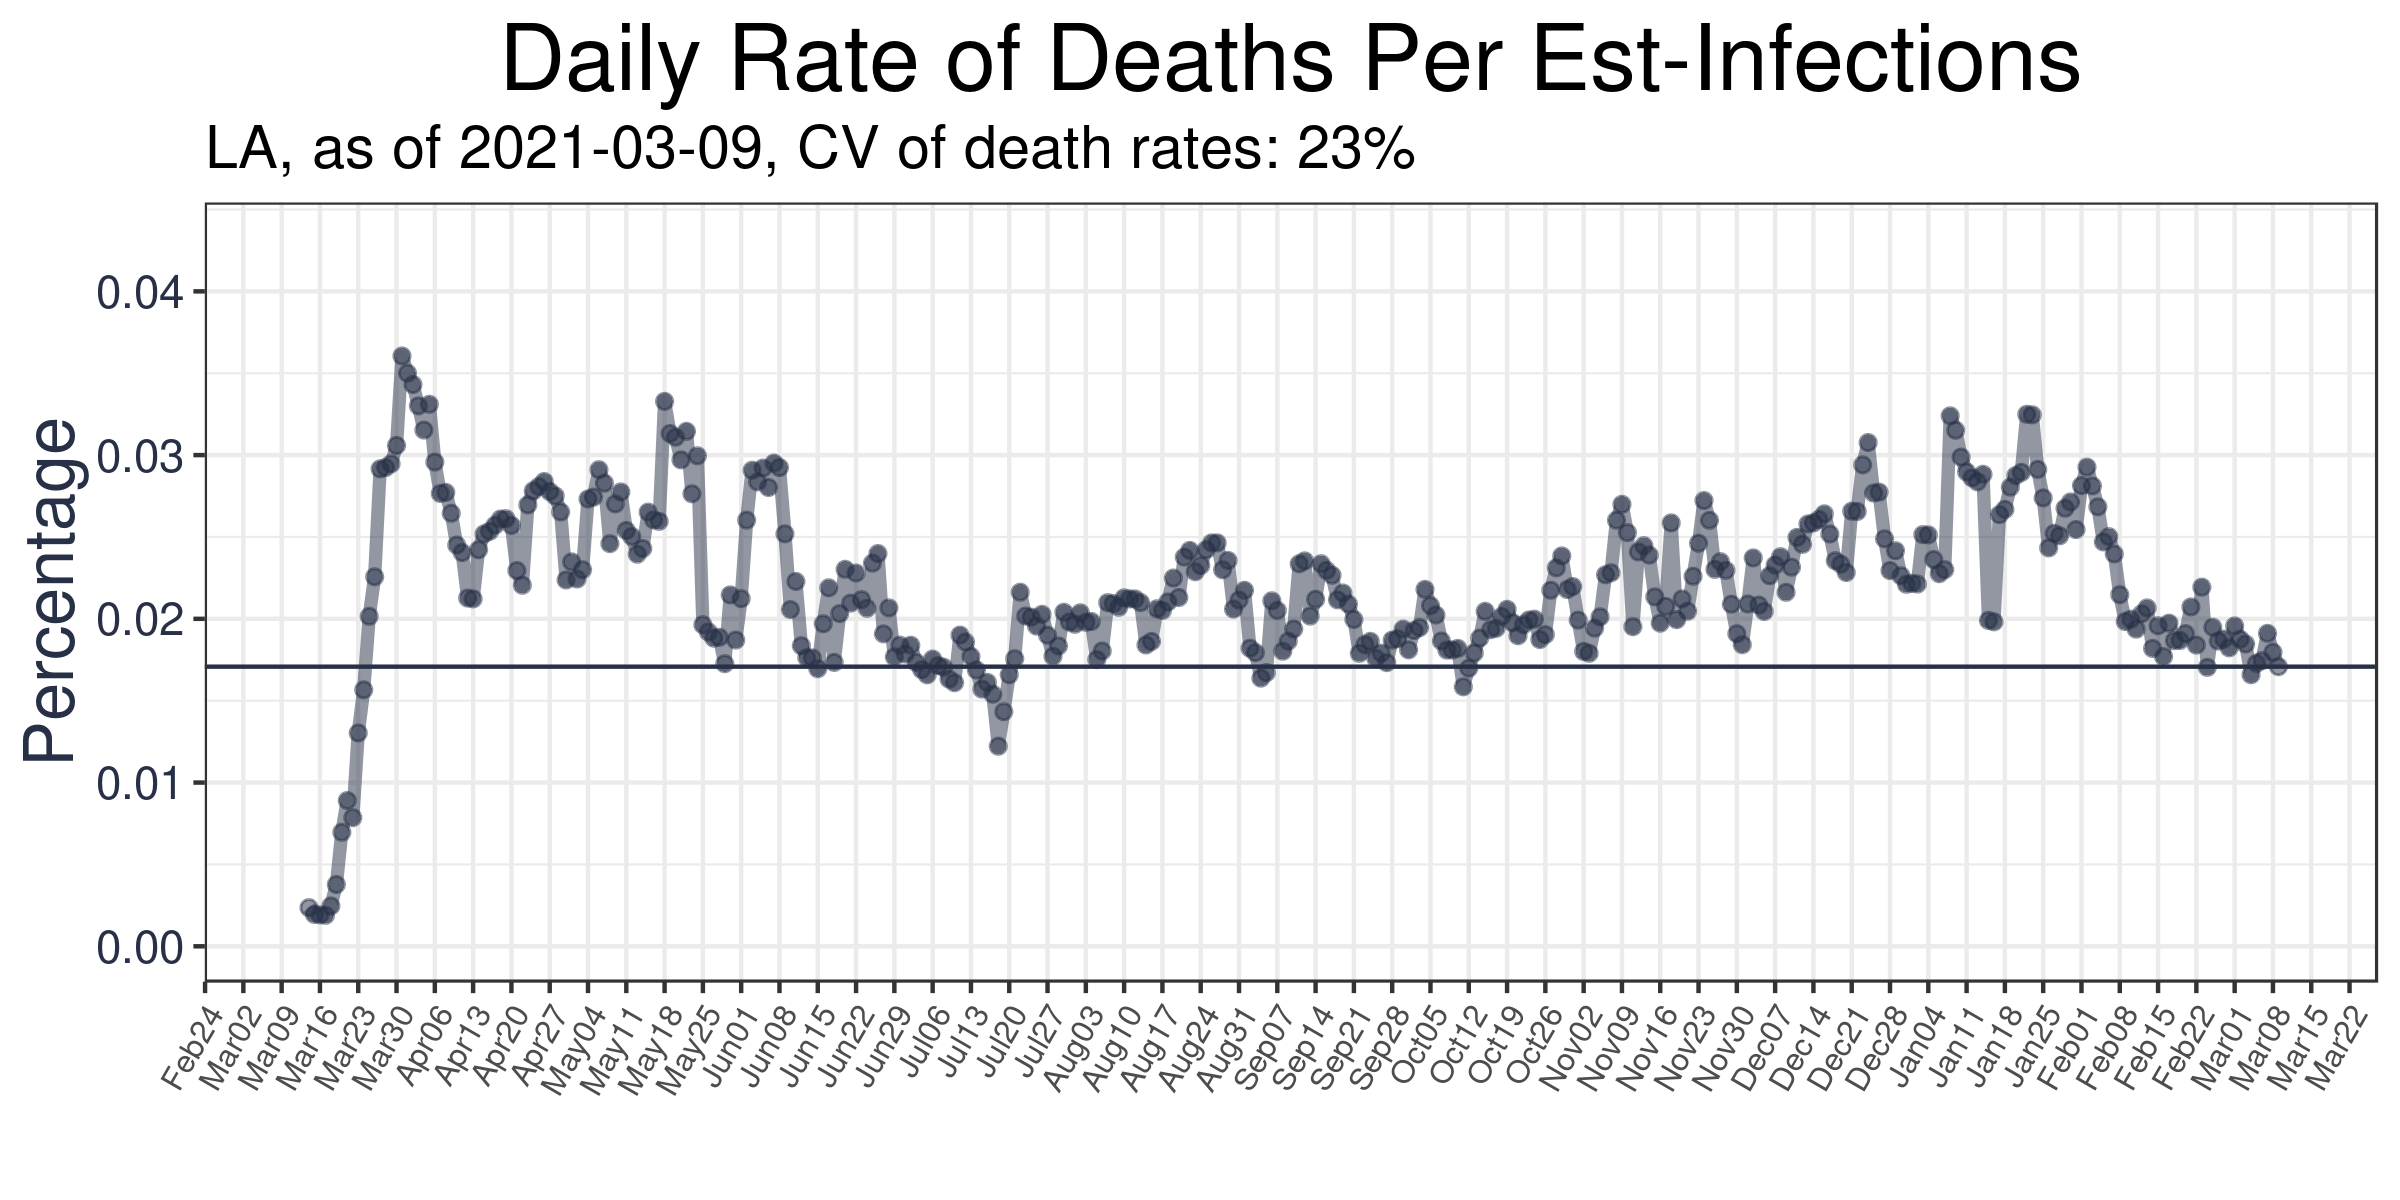 Daily Rate of Deaths Per Est-Infections
LA, as of 2021-03-09, CV of death rates: 23%
Percentage
0.04
0.03
0.02
0.01
0.00
Feb24
Mar02
Mar09
Mar16
Mar23
Mar30
Apr06
Apr13
Apr20
Apr27
May04
May11
May18
May25
Jun01
Jun08
Jun15
Jun22
Jun29
Jul06
Jul13
Jul20
Jul27
Aug03
Aug10
Aug17
Aug24
Aug31
Sep07
Sep14
Sep21
Sep28
Oct05
Oct12
Oct19
Oct26
Nov02
Nov09
Nov16
Nov23
Nov30
Dec07
Dec14
Dec21
Dec28
Jan04
Jan11
Jan18
Jan25
Feb01
Feb08
Feb15
Feb22
Mar01
Mar08
Mar15
Mar22